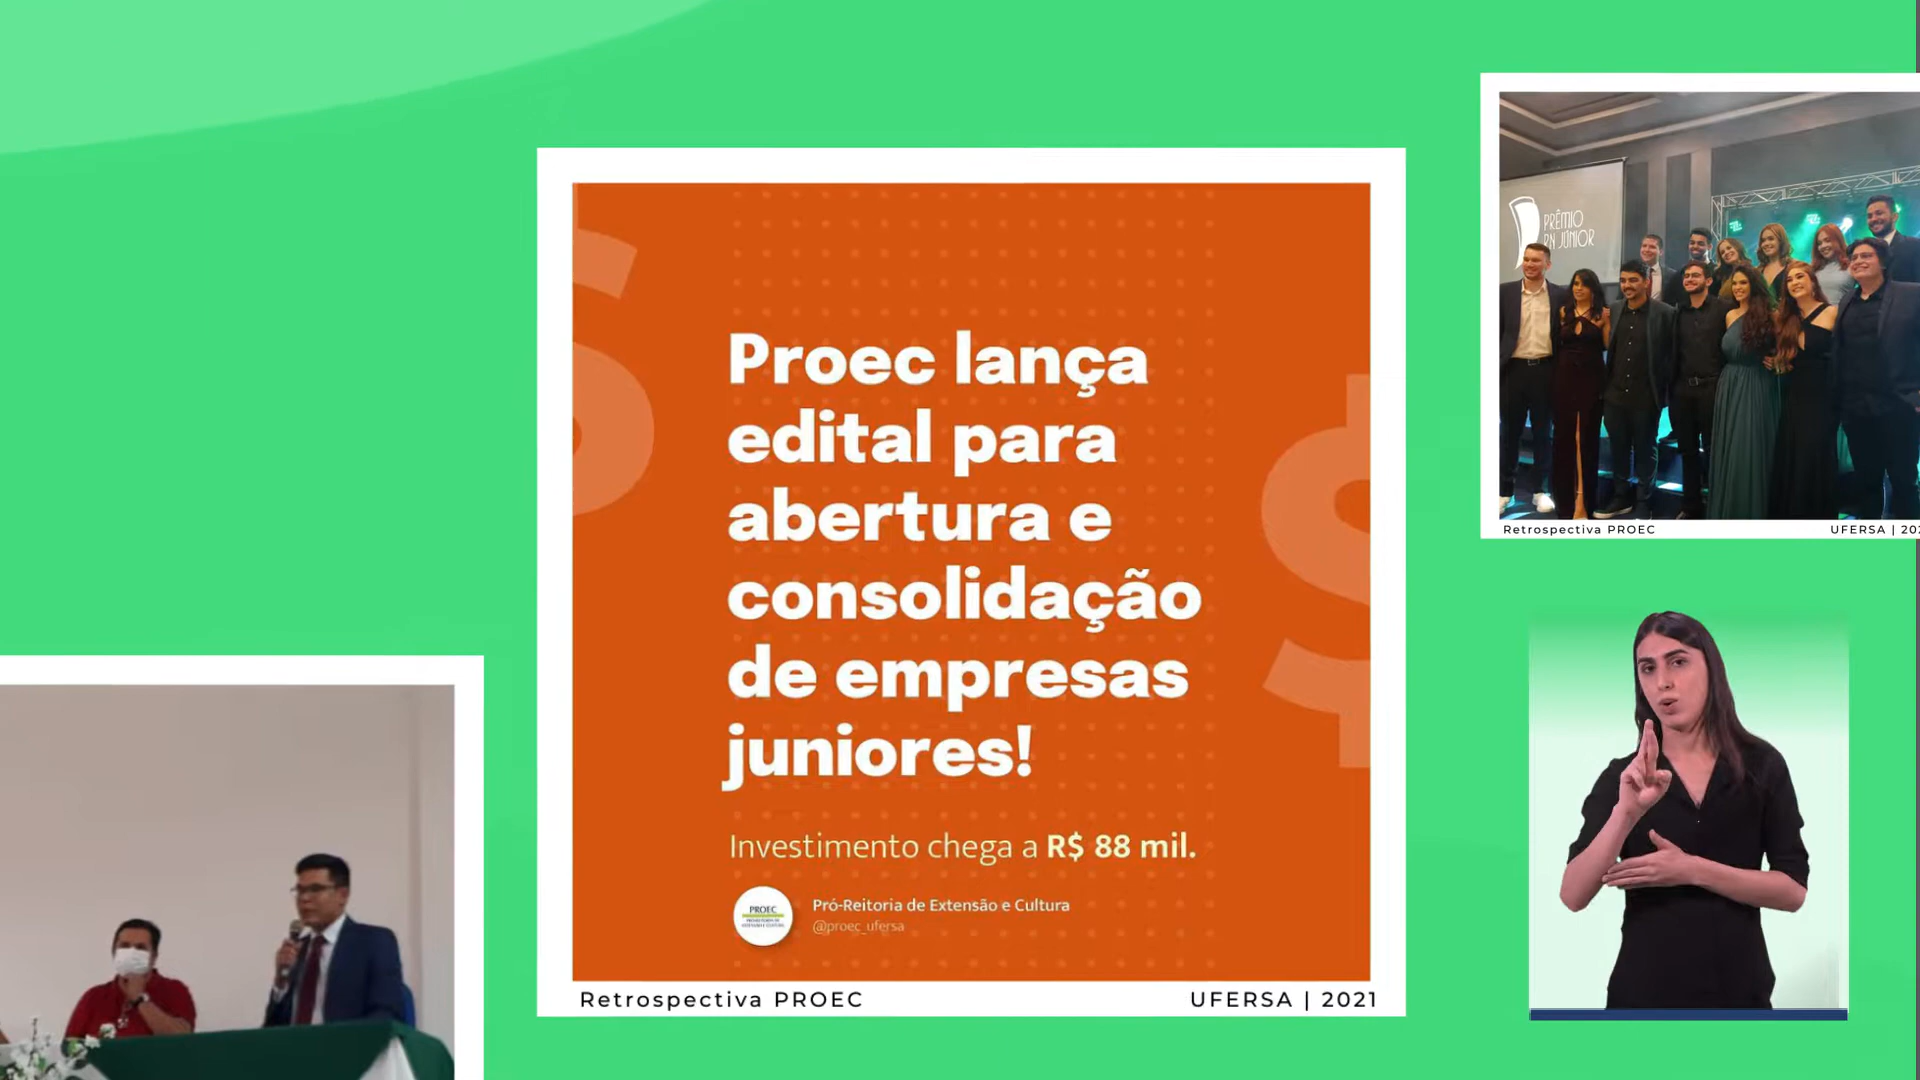 Proec lança
edital para
abertura e
consolidação
de empresas
juniores!
Investimento chega a R$ 88 mil.
PROEC
Pró-Reitoria de Extensão e Cultura
@proec_ufersa
Retrospectiva PROEC
UFERSA | 2021
PRÊMIO
RN JÚNIOR
Retrospectiva PROEC
UFERSA | 202